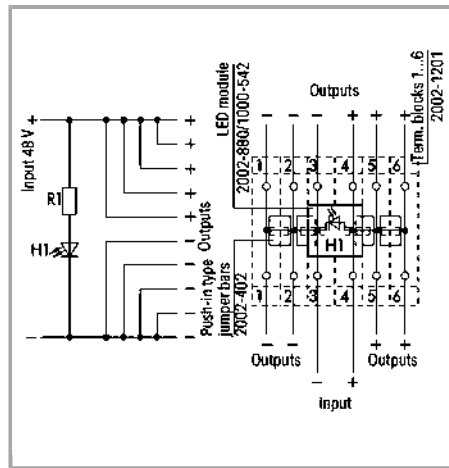 Input 48 V
+
+
+
+
+
+
R1
H1
Outputs
−
−
−
−
−
Push-in type
jumper bars
2002-402
LED module
2002-880/1000-542
Term. blocks 1...6
2002-1201
Outputs
− − − + + +
1 2 3 4 5 6
H1
1 2 3 4 5 6
− − + +
Outputs Outputs
− +
Input